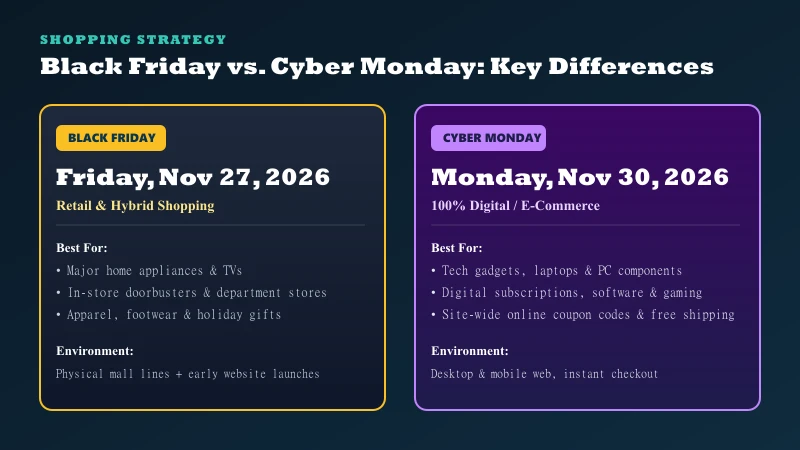 SHOPPING STRATEGY
Black Friday vs. Cyber Monday: Key Differences
BLACK FRIDAY
Friday, Nov 27, 2026
Retail & Hybrid Shopping
Best For:
• Major home appliances & TVs
• In-store doorbusters & department stores
• Apparel, footwear & holiday gifts
Environment:
Physical mall lines + early website launches
CYBER MONDAY
Monday, Nov 30, 2026
100% Digital / E-Commerce
Best For:
• Tech gadgets, laptops & PC components
• Digital subscriptions, software & gaming
• Site-wide online coupon codes & free shipping
Environment:
Desktop & mobile web, instant checkout